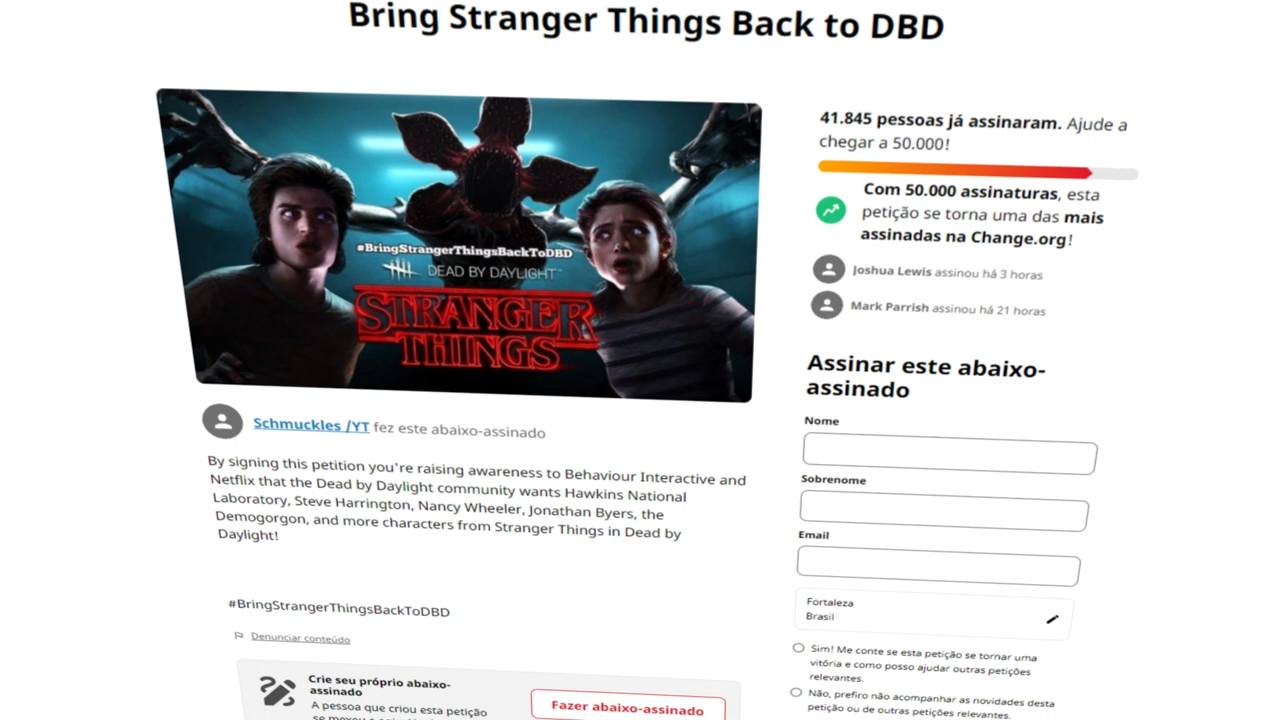 Bring Stranger Things Back to DBD
#BringStrangerThingsBackToDBD
DEAD BY DAYLIGHT™
STRANGER
THINGS
Schmuckles /YT fez este abaixo-assinado
By signing this petition you're raising awareness to Behaviour Interactive and
Netflix that the Dead by Daylight community wants Hawkins National
Laboratory, Steve Harrington, Nancy Wheeler, Jonathan Byers, the
Demogorgon, and more characters from Stranger Things in Dead by
Daylight!
#BringStrangerThingsBackToDBD
Denunciar conteúdo
Crie seu próprio abaixo-
assinado
A pessoa que criou esta petição
Fazer abaixo-assinado
41.845 pessoas já assinaram. Ajude a
chegar a 50.000!
Com 50.000 assinaturas, esta
petição se torna uma das mais
assinadas na Change.org!
Joshua Lewis assinou há 3 horas
Mark Parrish assinou há 21 horas
Assinar este abaixo-
assinado
Nome
Sobrenome
Email
Fortaleza
Brasil
Sim! Me conte se esta petição se tornar uma
vitória e como posso ajudar outras petições
relevantes.
Não, prefiro não acompanhar as novidades desta
petição ou de outras petições relevantes.